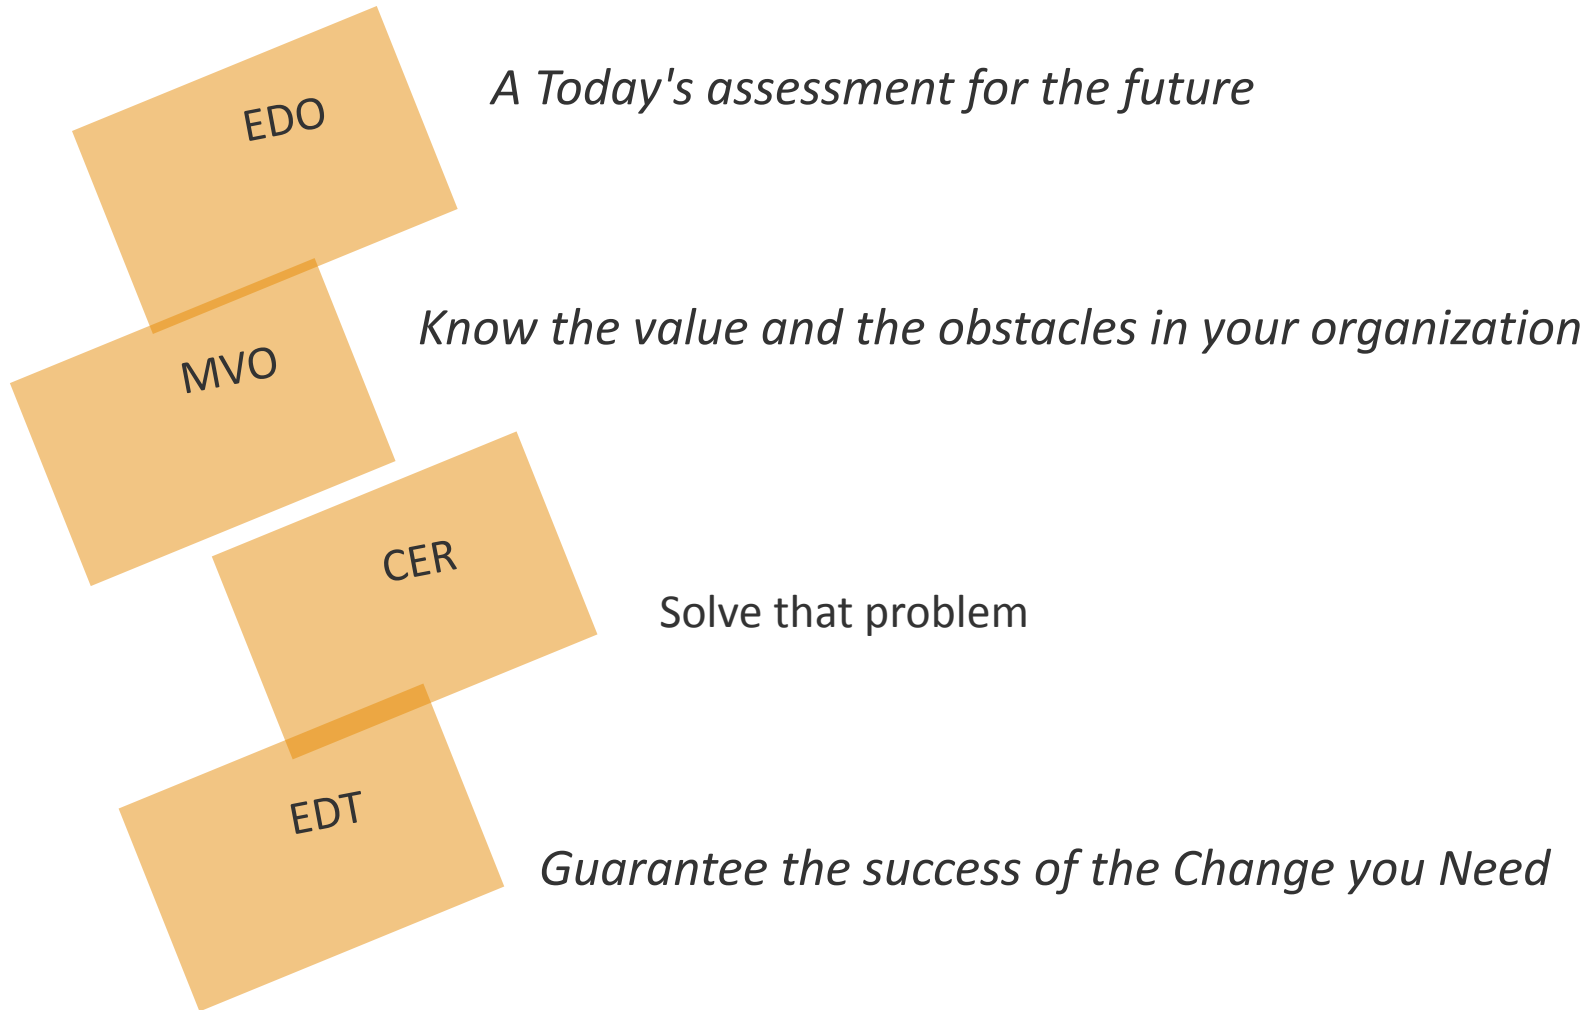 EDO
A Today's assessment for the future
MVO
Know the value and the obstacles in your organization
CER
Solve that problem
EDT
Guarantee the success of the Change you Need